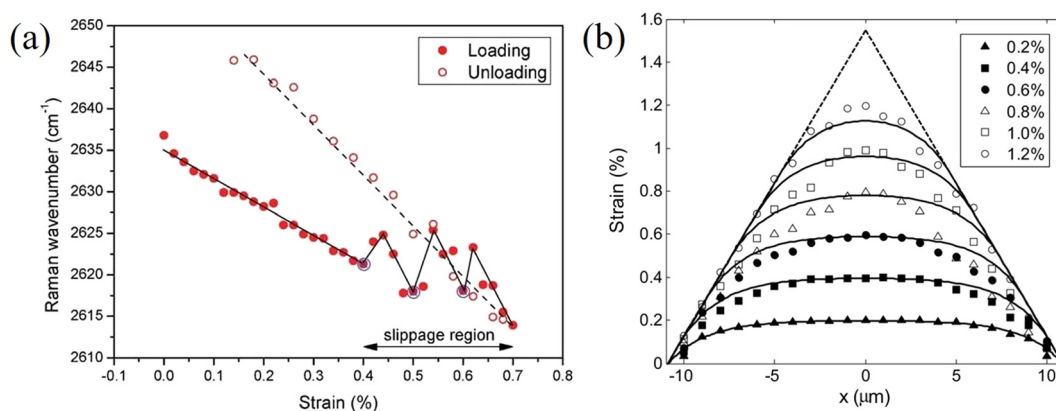 (a)
2650
2645
2640
2635
2630
2625
2620
2615
2610
Raman wavenumber (cm⁻¹)
Loading
Unloading
slippage region
-0.1 0.0 0.1 0.2 0.3 0.4 0.5 0.6 0.7 0.8
Strain (%)
(b)
1.6
1.4
1.2
1.0
0.8
0.6
0.4
0.2
0
Strain (%)
0.2%
0.4%
0.6%
0.8%
1.0%
1.2%
-10 -5 0 5 10
x (μm)